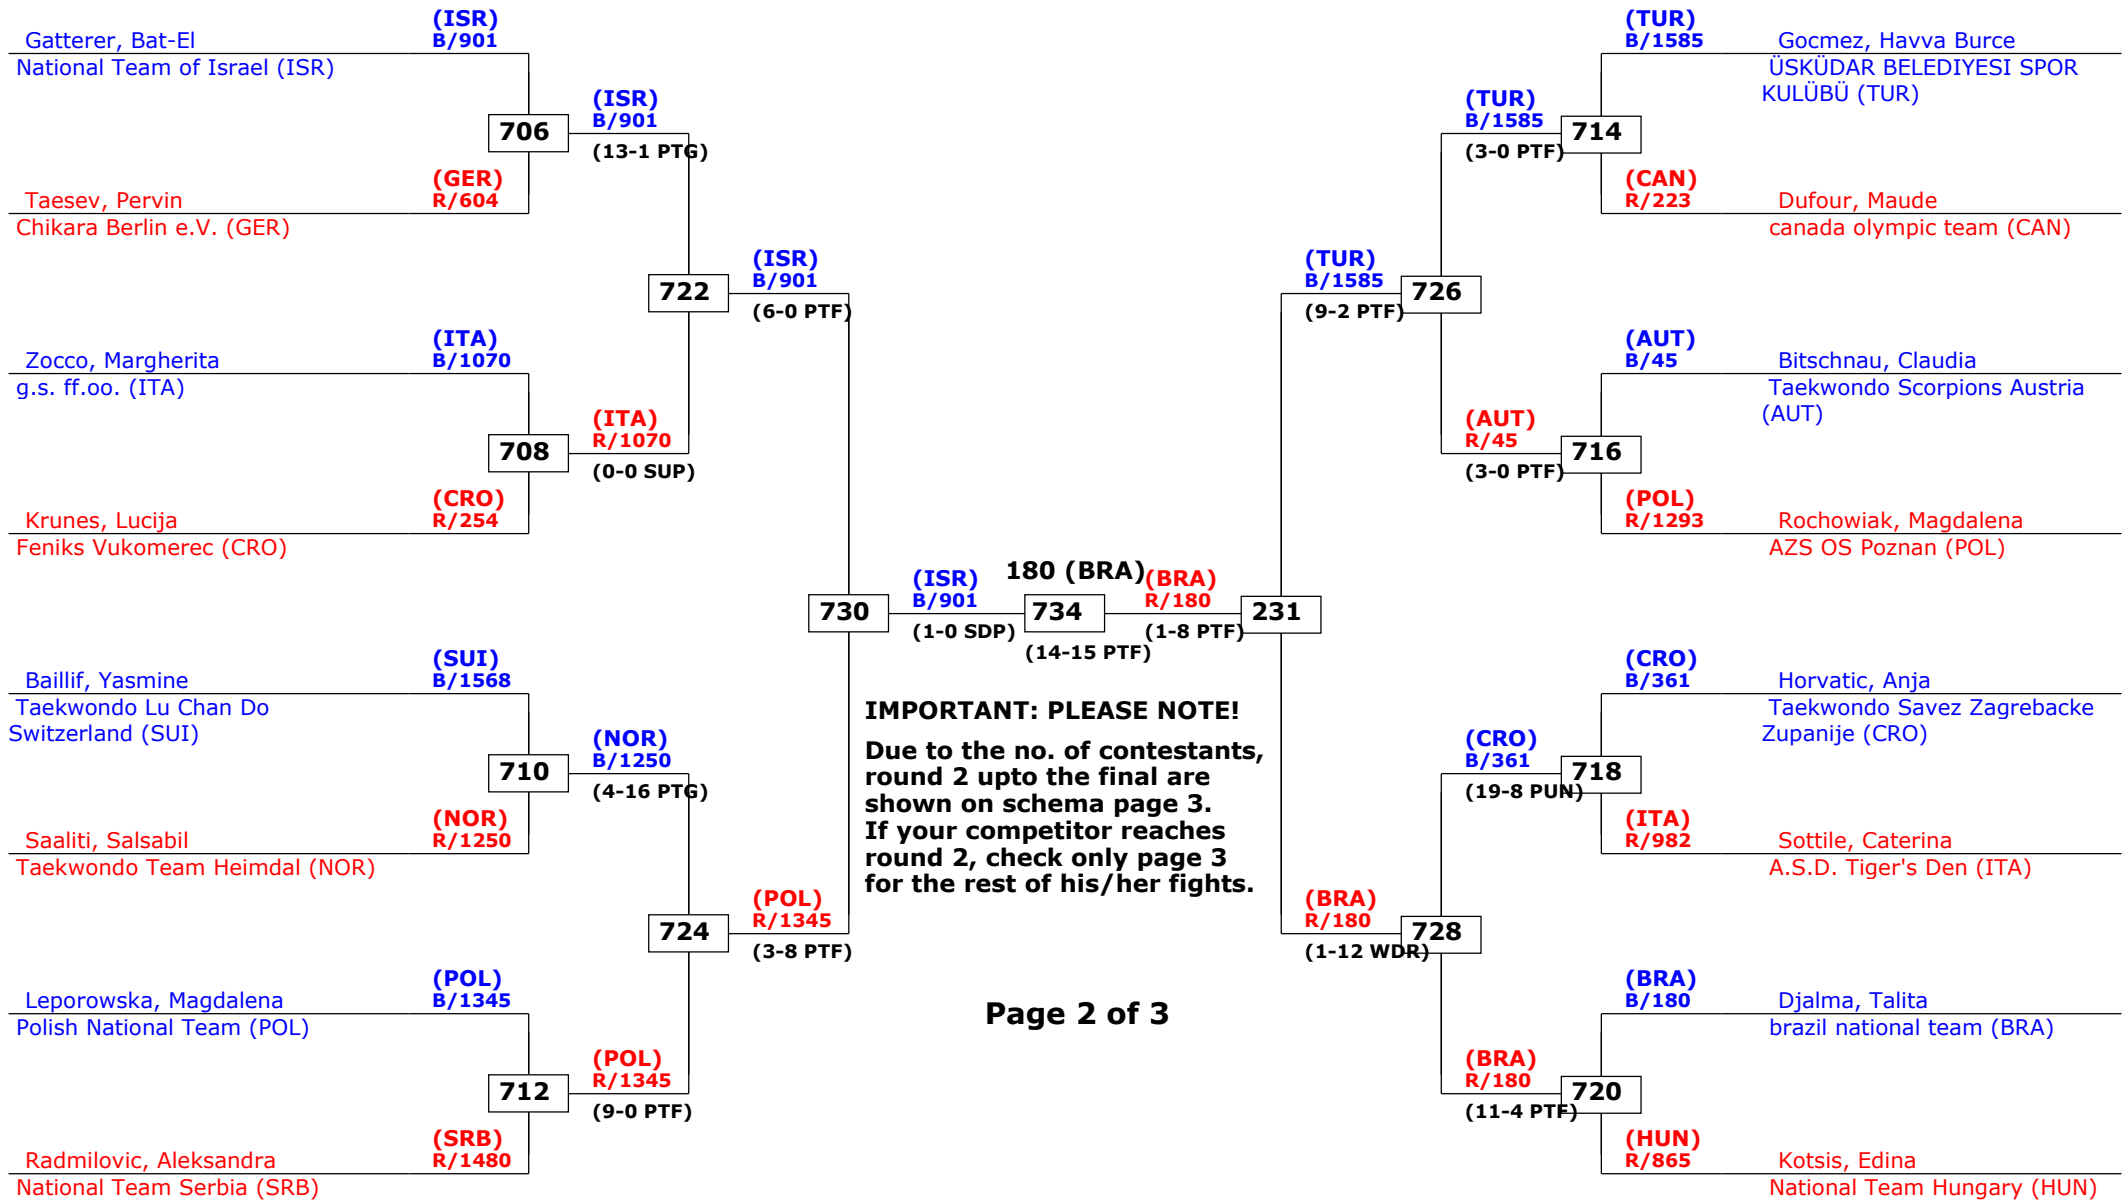 (ISR)
B/901
Gatterer, Bat-El
National Team of Israel (ISR)
706
(ISR)
B/901
(13-1 PTG)
(GER)
R/604
Taesev, Pervin
Chikara Berlin e.V. (GER)
722
(ISR)
B/901
(6-0 PTF)
(ITA)
B/1070
Zocco, Margherita
g.s. ff.oo. (ITA)
708
(ITA)
R/1070
(0-0 SUP)
(CRO)
R/254
Krunes, Lucija
Feniks Vukomerec (CRO)
730
(ISR)
B/901
(1-0 SDP)
(SUI)
B/1568
Baillif, Yasmine
Taekwondo Lu Chan Do
Switzerland (SUI)
710
(NOR)
B/1250
(4-16 PTG)
(NOR)
R/1250
Saaliti, Salsabil
Taekwondo Team Heimdal (NOR)
724
(POL)
R/1345
(3-8 PTF)
(POL)
B/1345
Leporowska, Magdalena
Polish National Team (POL)
712
(POL)
R/1345
(9-0 PTF)
(SRB)
R/1480
Radmilovic, Aleksandra
National Team Serbia (SRB)
180 (BRA)
734
(14-15 PTF)
IMPORTANT: PLEASE NOTE!
Due to the no. of contestants,
round 2 upto the final are
shown on schema page 3.
If your competitor reaches
round 2, check only page 3
for the rest of his/her fights.
Page 2 of 3
(BRA)
R/180
(1-8 PTF)
231
(TUR)
B/1585
(9-2 PTF)
726
(TUR)
B/1585
(3-0 PTF)
714
(TUR)
B/1585
Gocmez, Havva Burce
ÜSKÜDAR BELEDIYESI SPOR
KULÜBÜ (TUR)
(CAN)
R/223
Dufour, Maude
canada olympic team (CAN)
(AUT)
R/45
(3-0 PTF)
716
(AUT)
B/45
Bitschnau, Claudia
Taekwondo Scorpions Austria
(AUT)
(POL)
R/1293
Rochowiak, Magdalena
AZS OS Poznan (POL)
(BRA)
R/180
(1-12 WDR)
728
(CRO)
B/361
(19-8 PUN)
718
(CRO)
B/361
Horvatic, Anja
Taekwondo Savez Zagrebacke
Zupanije (CRO)
(ITA)
R/982
Sottile, Caterina
A.S.D. Tiger's Den (ITA)
(BRA)
R/180
(11-4 PTF)
720
(BRA)
B/180
Djalma, Talita
brazil national team (BRA)
(HUN)
R/865
Kotsis, Edina
National Team Hungary (HUN)